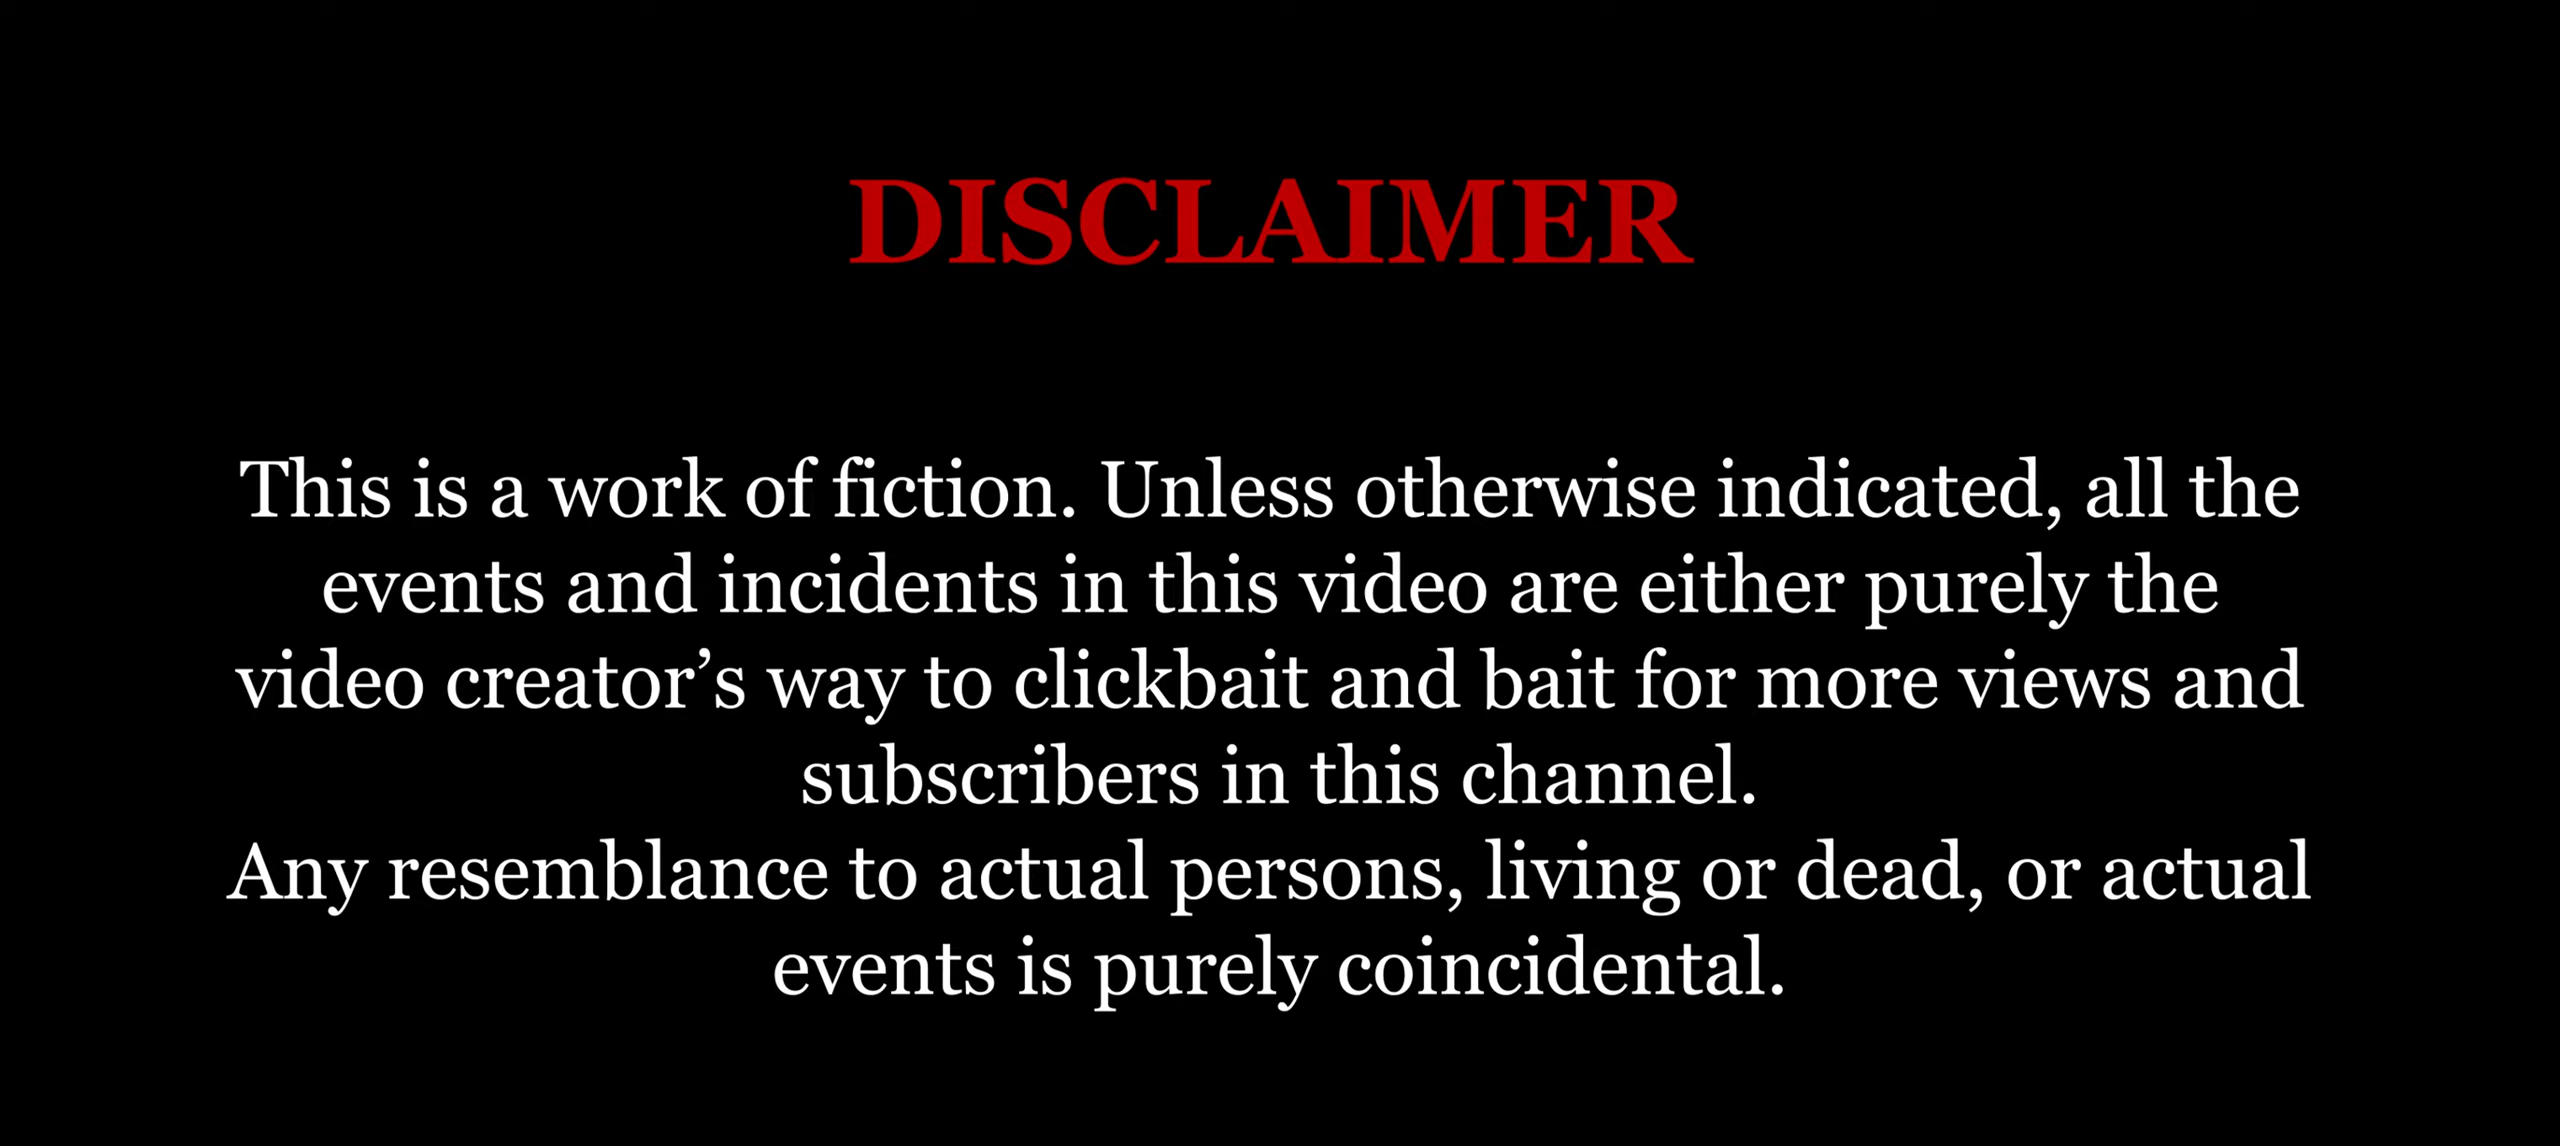 DISCLAIMER
This is a work of fiction. Unless otherwise indicated, all the
events and incidents in this video are either purely the
video creator’s way to clickbait and bait for more views and
subscribers in this channel.
Any resemblance to actual persons, living or dead, or actual
events is purely coincidental.